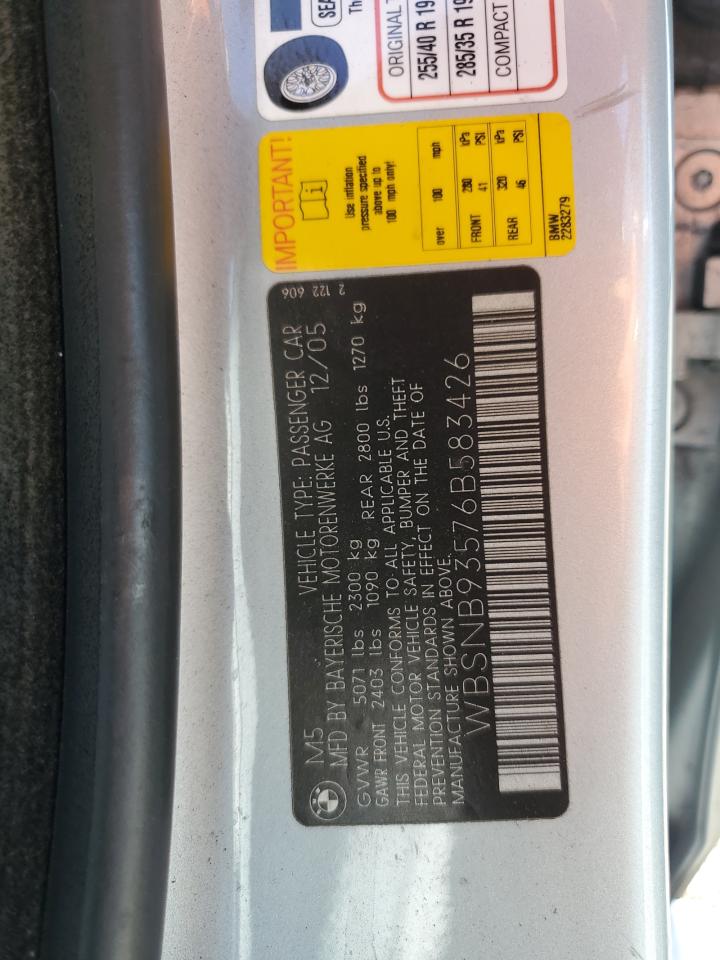 M5 VEHICLE TYPE: PASSENGER CAR
MFD BY BAYERISCHE MOTORENWERKE AG 12/05
GVWR 5071 lbs 2300 kg
GAWR FRONT 2403 lbs 1090 kg REAR 2800 lbs 1270 kg
THIS VEHICLE CONFORMS TO ALL APPLICABLE U.S.
FEDERAL MOTOR VEHICLE SAFETY, BUMPER AND THEFT
PREVENTION STANDARDS IN EFFECT ON THE DATE OF
MANUFACTURE SHOWN ABOVE.
WBSNB93576B583426
2 122 606
IMPORTANT!
Use inflation
pressure specified
above up to
100 mph only!
over 100 mph
FRONT 280 kPa
41 PSI
REAR 320 kPa
46 PSI
BMW
2283279
SEA
Th
ORIGINAL T
255/40 R 19
285/35 R 19
COMPACT